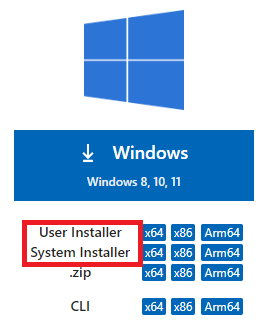 Windows
Windows 8, 10, 11
User Installer x64 x86 Arm64
System Installer x64 x86 Arm64
.zip x64 x86 Arm64
CLI x64 x86 Arm64